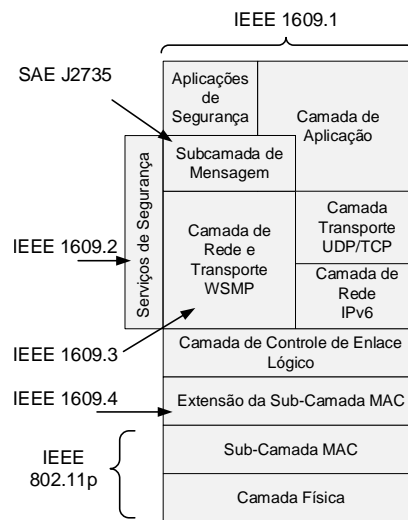 IEEE 1609.1
SAE J2735
Aplicações
de
Segurança
Camada de
Aplicação
Subcamada de
Mensagem
Serviços de Segurança
IEEE 1609.2
Camada de
Rede e
Transporte
WSMP
Camada
Transporte
UDP/TCP
Camada de
Rede
IPv6
IEEE 1609.3
Camada de Controle de Enlace
Lógico
IEEE 1609.4
Extensão da Sub-Camada MAC
IEEE
802.11p
Sub-Camada MAC
Camada Física